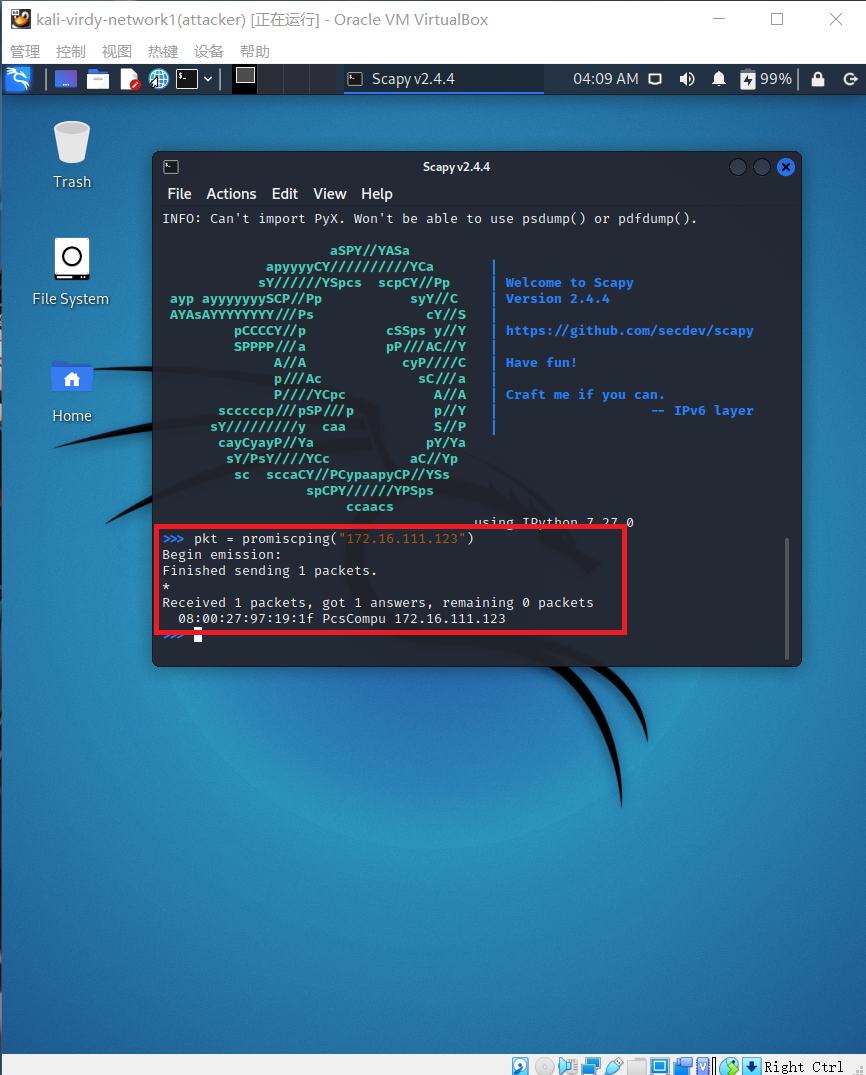 kali-virdy-network1(attacker) [正在运行] - Oracle VM VirtualBox
管理 控制 视图 热键 设备 帮助
Scapy v2.4.4 04:09 AM 99%
Trash
File System
Home
Scapy v2.4.4
File Actions Edit View Help
INFO: Can't import PyX. Won't be able to use psdump() or pdfdump().
aSPY//YASa
apyyyyCY//////////YCa |
sY//////YSpcs scpCY//Pp | Welcome to Scapy
ayp ayyyyyyySCP//Pp syY//C | Version 2.4.4
AYAsAYYYYYYYY///Ps cY//S |
pCCCCY//p cSSps y//Y | https://github.com/secdev/scapy
SPPPP///a pP///AC//Y |
A//A cyP////C | Have fun!
p///Ac sC///a |
P////YCpc A//A | Craft me if you can.
scccccp///pSP///p p//Y | -- IPv6 layer
sY/////////y caa S//P |
cayCyayP//Ya pY/Ya
sY/PsY////YCc aC//Yp
sc sccaCY//PCypaapyCP//YSs
spCPY//////YPSps
ccaacs
using IPython 7.27.0
>>> pkt = promiscping("172.16.111.123")
Begin emission:
Finished sending 1 packets.
*
Received 1 packets, got 1 answers, remaining 0 packets
08:00:27:97:19:1f PcsCompu 172.16.111.123
>>>
Right Ctrl